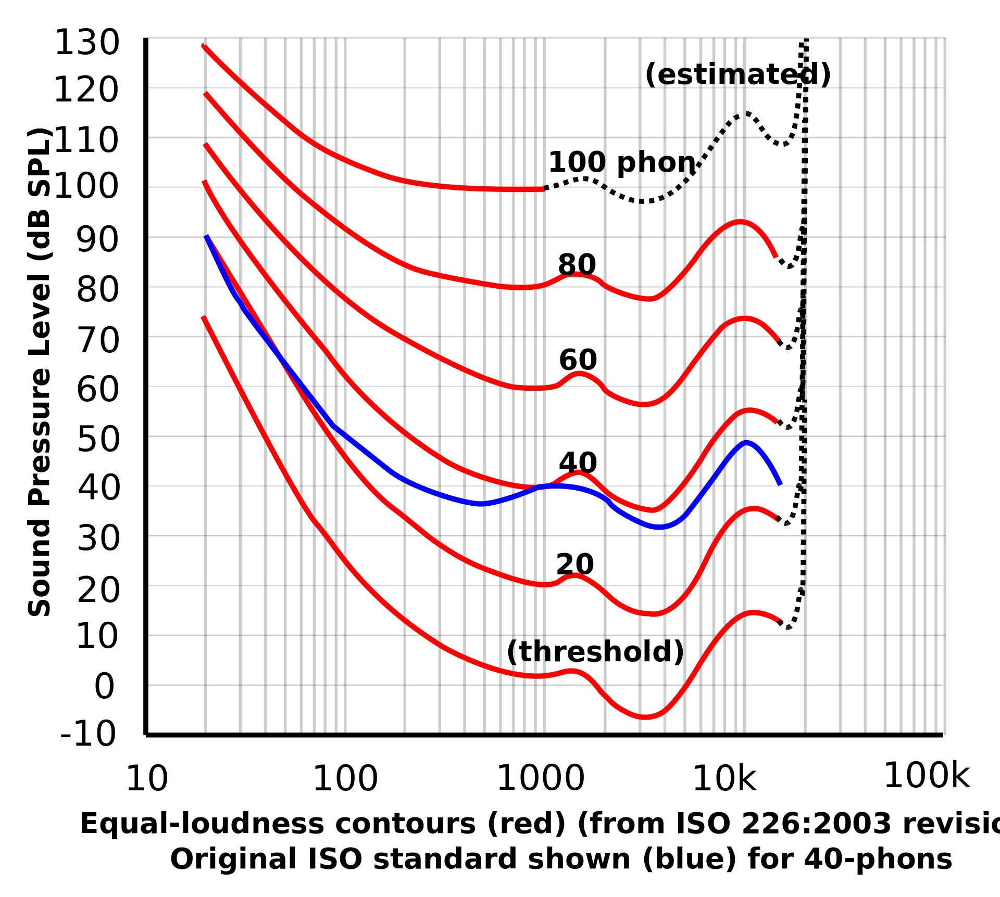 130
120
110
100
90
80
70
60
50
40
30
20
10
0
-10
Sound Pressure Level (dB SPL)
(estimated)
100 phon
80
60
40
20
(threshold)
10 100 1000 10k 100k
Equal-loudness contours (red) (from ISO 226:2003 revisio
Original ISO standard shown (blue) for 40-phons